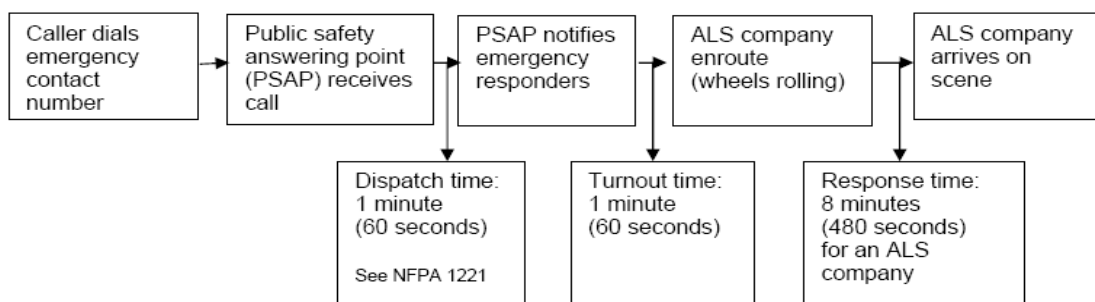 Caller dials
emergency
contact
number
Public safety
answering point
(PSAP) receives
call
PSAP notifies
emergency
responders
ALS company
enroute
(wheels rolling)
ALS company
arrives on
scene
Dispatch time:
1 minute
(60 seconds)
See NFPA 1221
Turnout time:
1 minute
(60 seconds)
Response time:
8 minutes
(480 seconds)
for an ALS
company